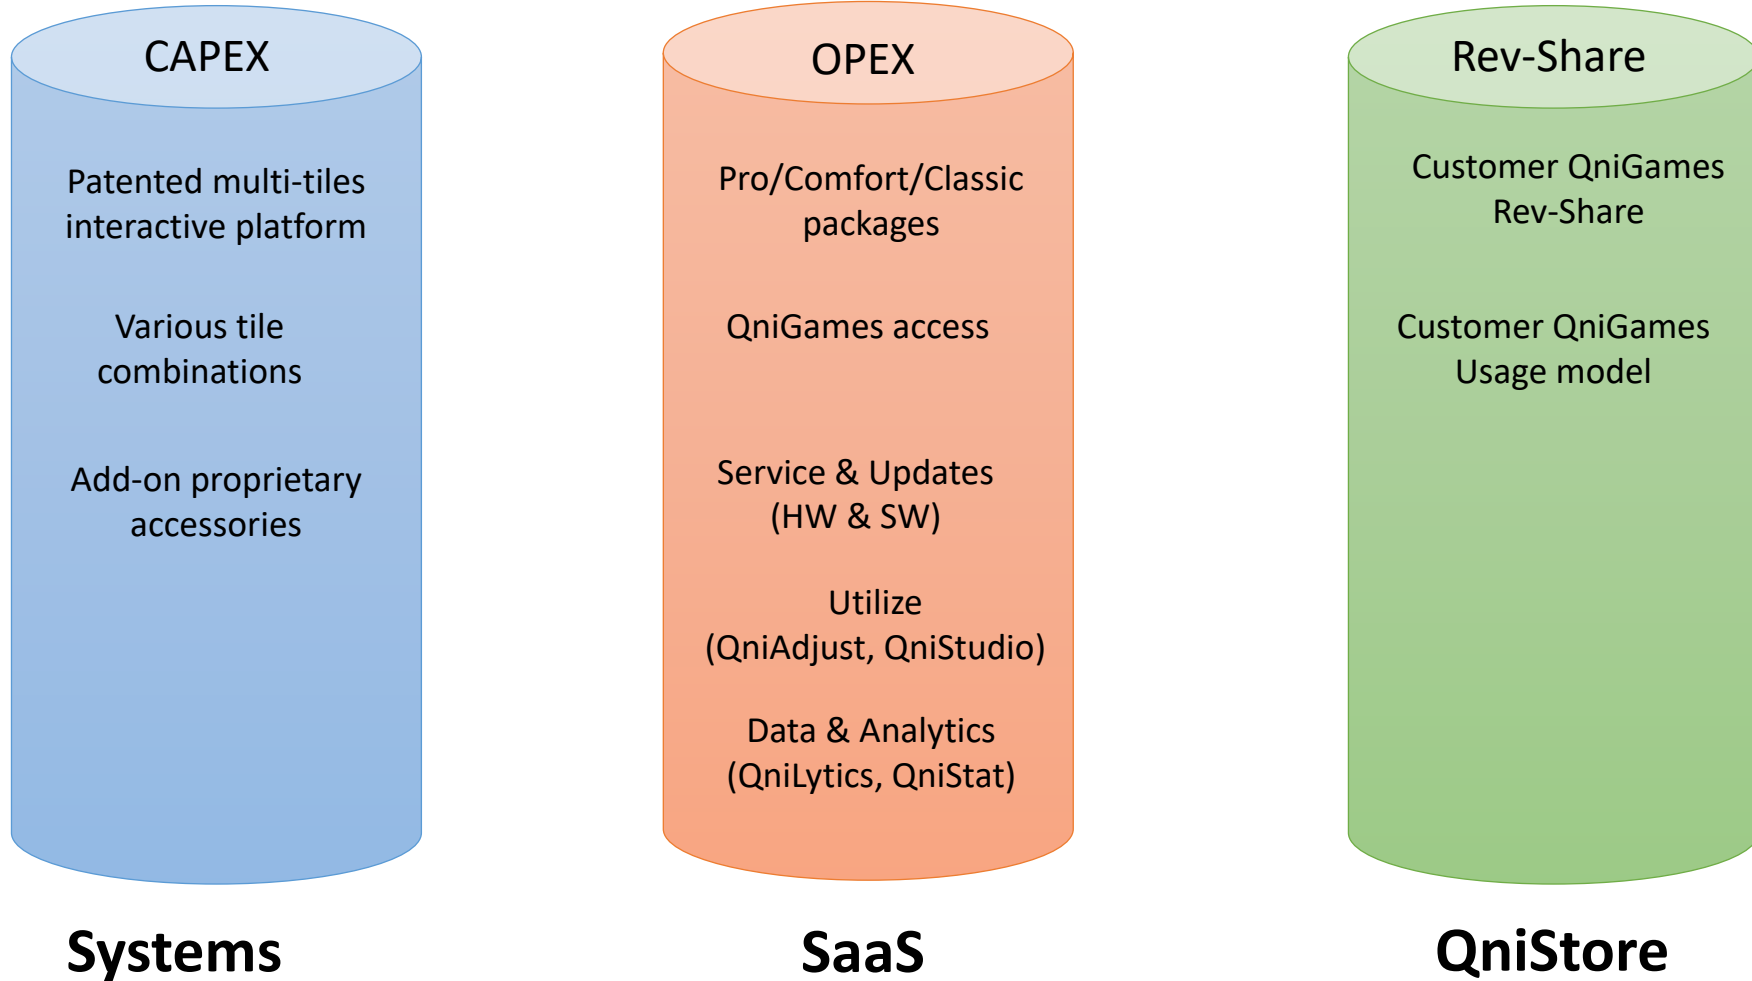 CAPEX
Patented multi-tiles
interactive platform
Various tile
combinations
Add-on proprietary
accessories
Systems
OPEX
Pro/Comfort/Classic
packages
QniGames access
Service & Updates
(HW & SW)
Utilize
(QniAdjust, QniStudio)
Data & Analytics
(QniLytics, QniStat)
SaaS
Rev-Share
Customer QniGames
Rev-Share
Customer QniGames
Usage model
QniStore